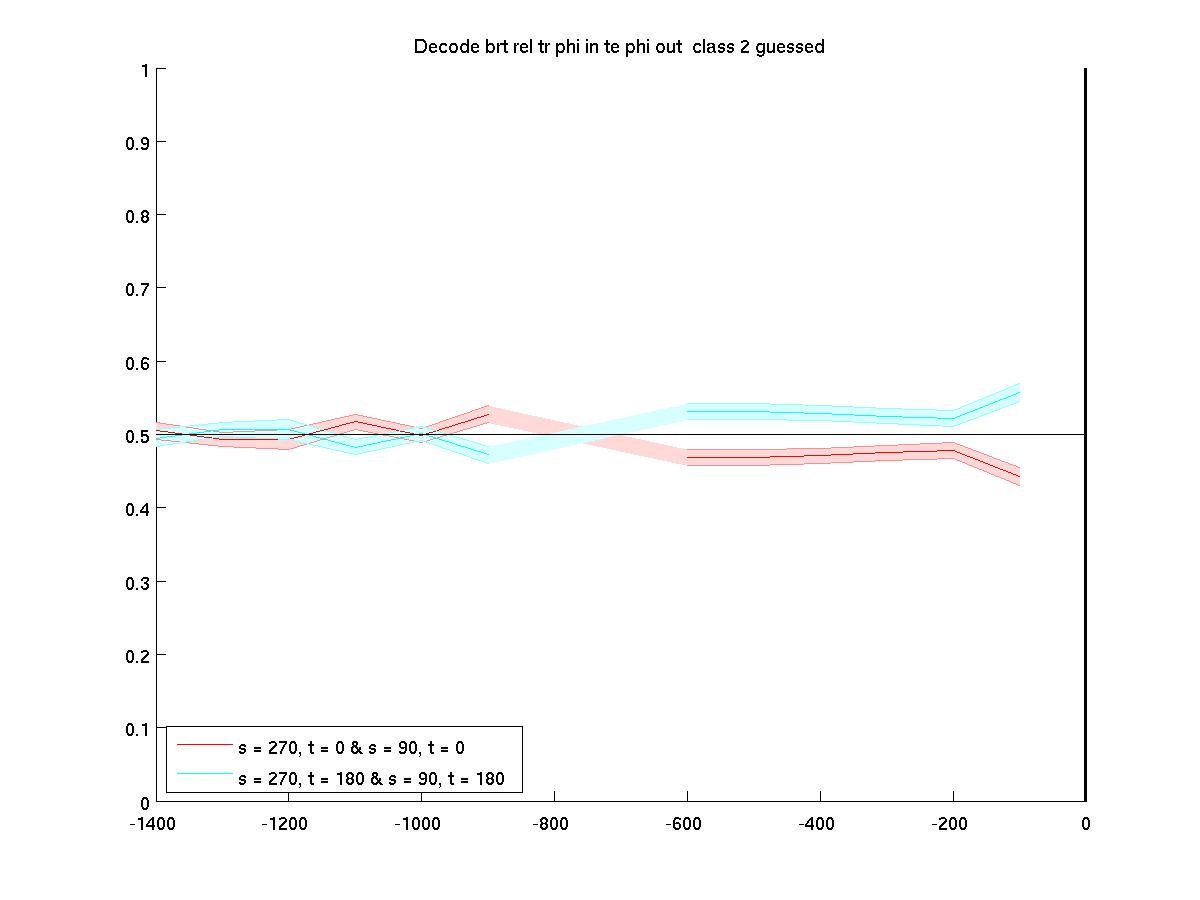 Decode brt rel tr phi in te phi out  class 2 guessed
1
0.9
0.8
0.7
0.6
0.5
0.4
0.3
0.2
0.1
0
s = 270, t = 0 & s = 90, t = 0
s = 270, t = 180 & s = 90, t = 180
-1400 -1200 -1000 -800 -600 -400 -200 0